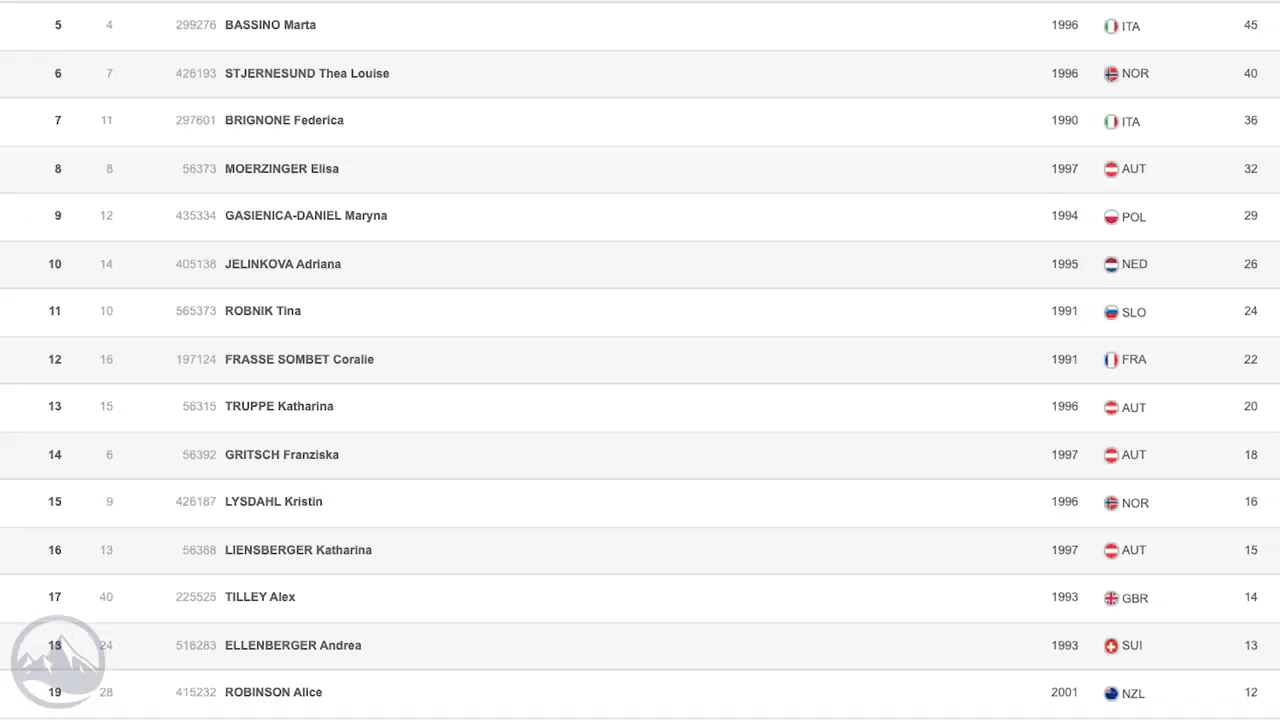 5 4 299276 BASSINO Marta 1996 ITA 45
6 7 426193 STJERNESUND Thea Louise 1996 NOR 40
7 11 297601 BRIGNONE Federica 1990 ITA 36
8 8 56373 MOERZINGER Elisa 1997 AUT 32
9 12 435334 GASIENICA-DANIEL Maryna 1994 POL 29
10 14 405138 JELINKOVA Adriana 1995 NED 26
11 10 565373 ROBNIK Tina 1991 SLO 24
12 16 197124 FRASSE SOMBET Coralie 1991 FRA 22
13 15 56315 TRUPPE Katharina 1996 AUT 20
14 6 56392 GRITSCH Franziska 1997 AUT 18
15 9 426187 LYSDAHL Kristin 1996 NOR 16
16 13 56388 LIENSBERGER Katharina 1997 AUT 15
17 40 225525 TILLEY Alex 1993 GBR 14
18 24 516283 ELLENBERGER Andrea 1993 SUI 13
19 28 415232 ROBINSON Alice 2001 NZL 12